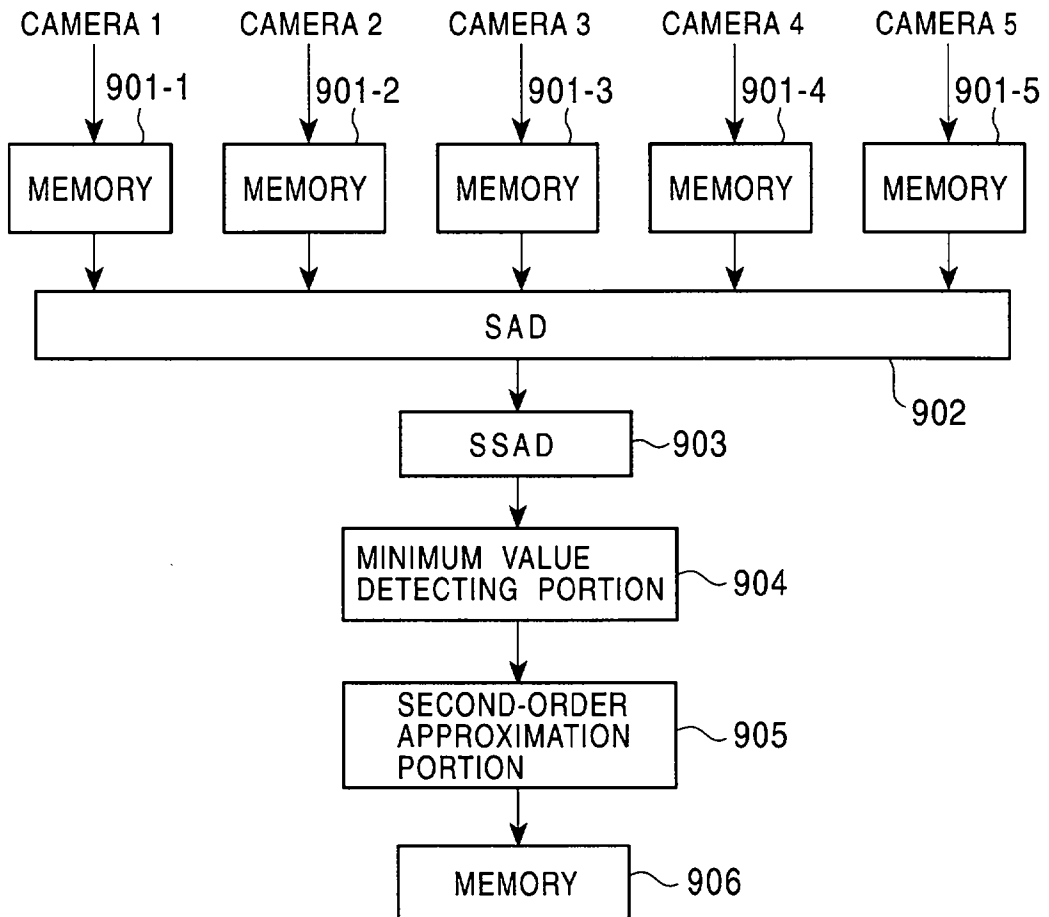 CAMERA 1 CAMERA 2 CAMERA 3 CAMERA 4 CAMERA 5
901-1 901-2 901-3 901-4 901-5
MEMORY MEMORY MEMORY MEMORY MEMORY
SAD
902
SSAD
903
MINIMUM VALUE
DETECTING PORTION
904
SECOND-ORDER
APPROXIMATION
PORTION
905
MEMORY
906